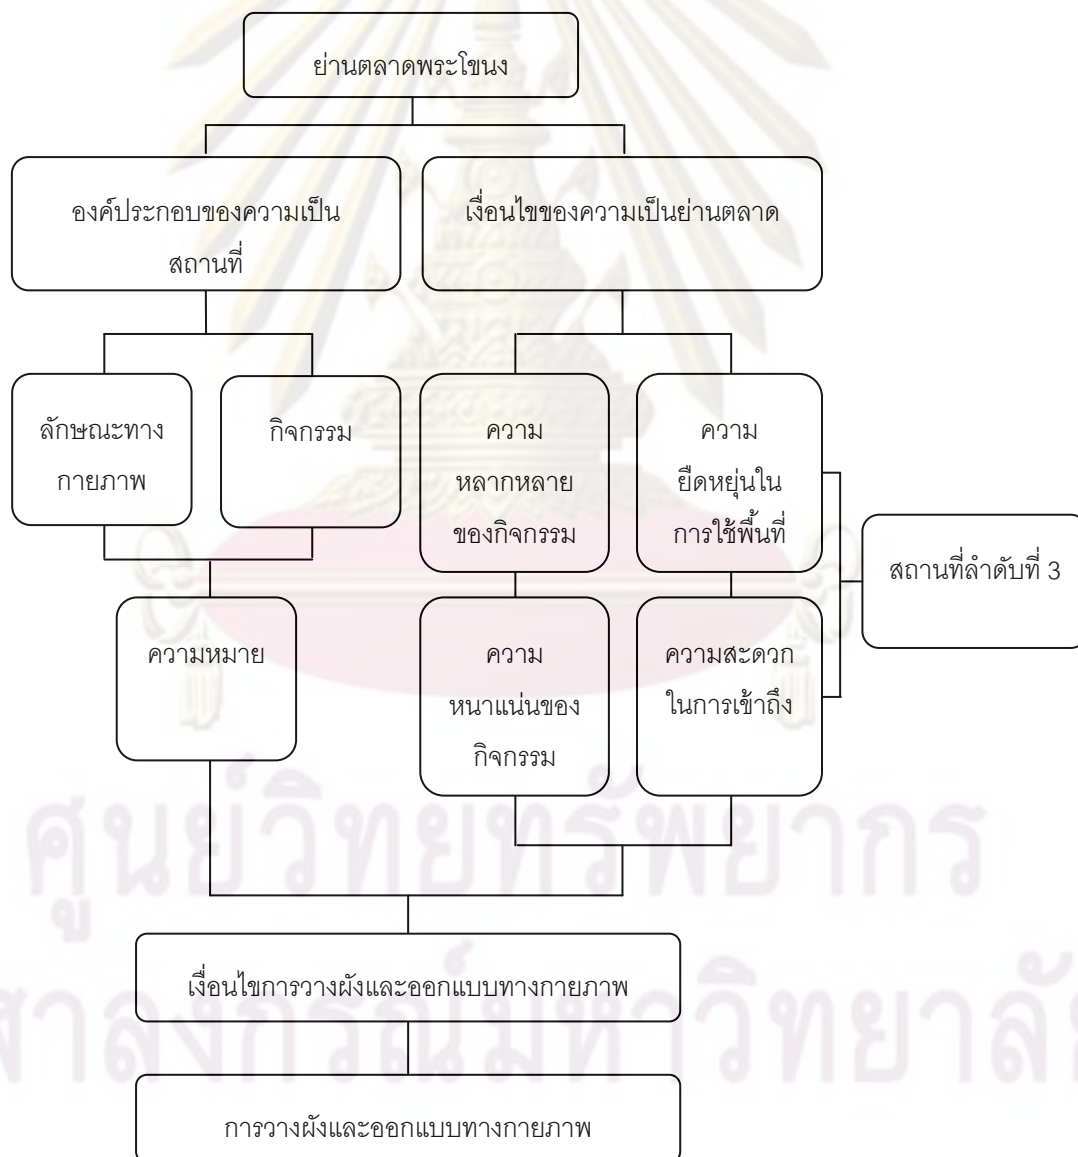 ย่านตลาดพระโขนง
องค์ประกอบของความเป็น
สถานที่
เงื่อนไขของความเป็นย่านตลาด
ลักษณะทาง
กายภาพ
กิจกรรม
ความ
หลากหลาย
ของกิจกรรม
ความ
ยืดหยุ่นใน
การใช้พื้นที่
สถานที่ลำดับที่ 3
ความหมาย
ความ
หนาแน่นของ
กิจกรรม
ความสะดวก
ในการเข้าถึง
ศูนย์วิทยทรัพยากร
เงื่อนไขการวางผังและออกแบบทางกายภาพ
ฬาลงกรณ์มหาวิทยาลัย
การวางผังและออกแบบทางกายภาพ